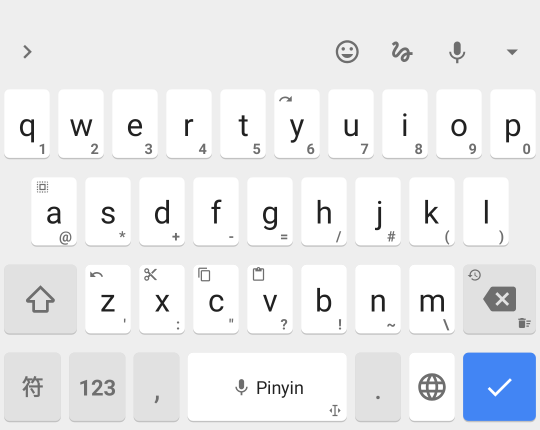 q 1 w 2 e 3 r 4 t 5 y 6 u 7 i 8 o 9 p 0
a @ s * d + f - g = h / j # k ( l )
z ' x : c " v ? b ! n ~ m \
符 123 , Pinyin .